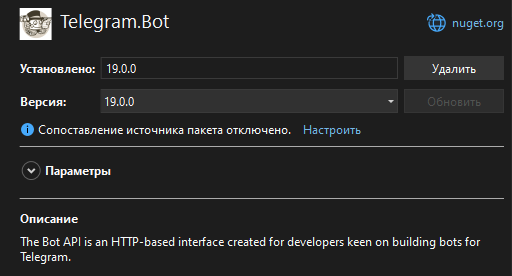 Telegram.Bot
nuget.org
Установлено: 19.0.0 Удалить
Версия: 19.0.0 Обновить
Сопоставление источника пакета отключено. Настроить
Параметры
Описание
The Bot API is an HTTP-based interface created for developers keen on building bots for
Telegram.